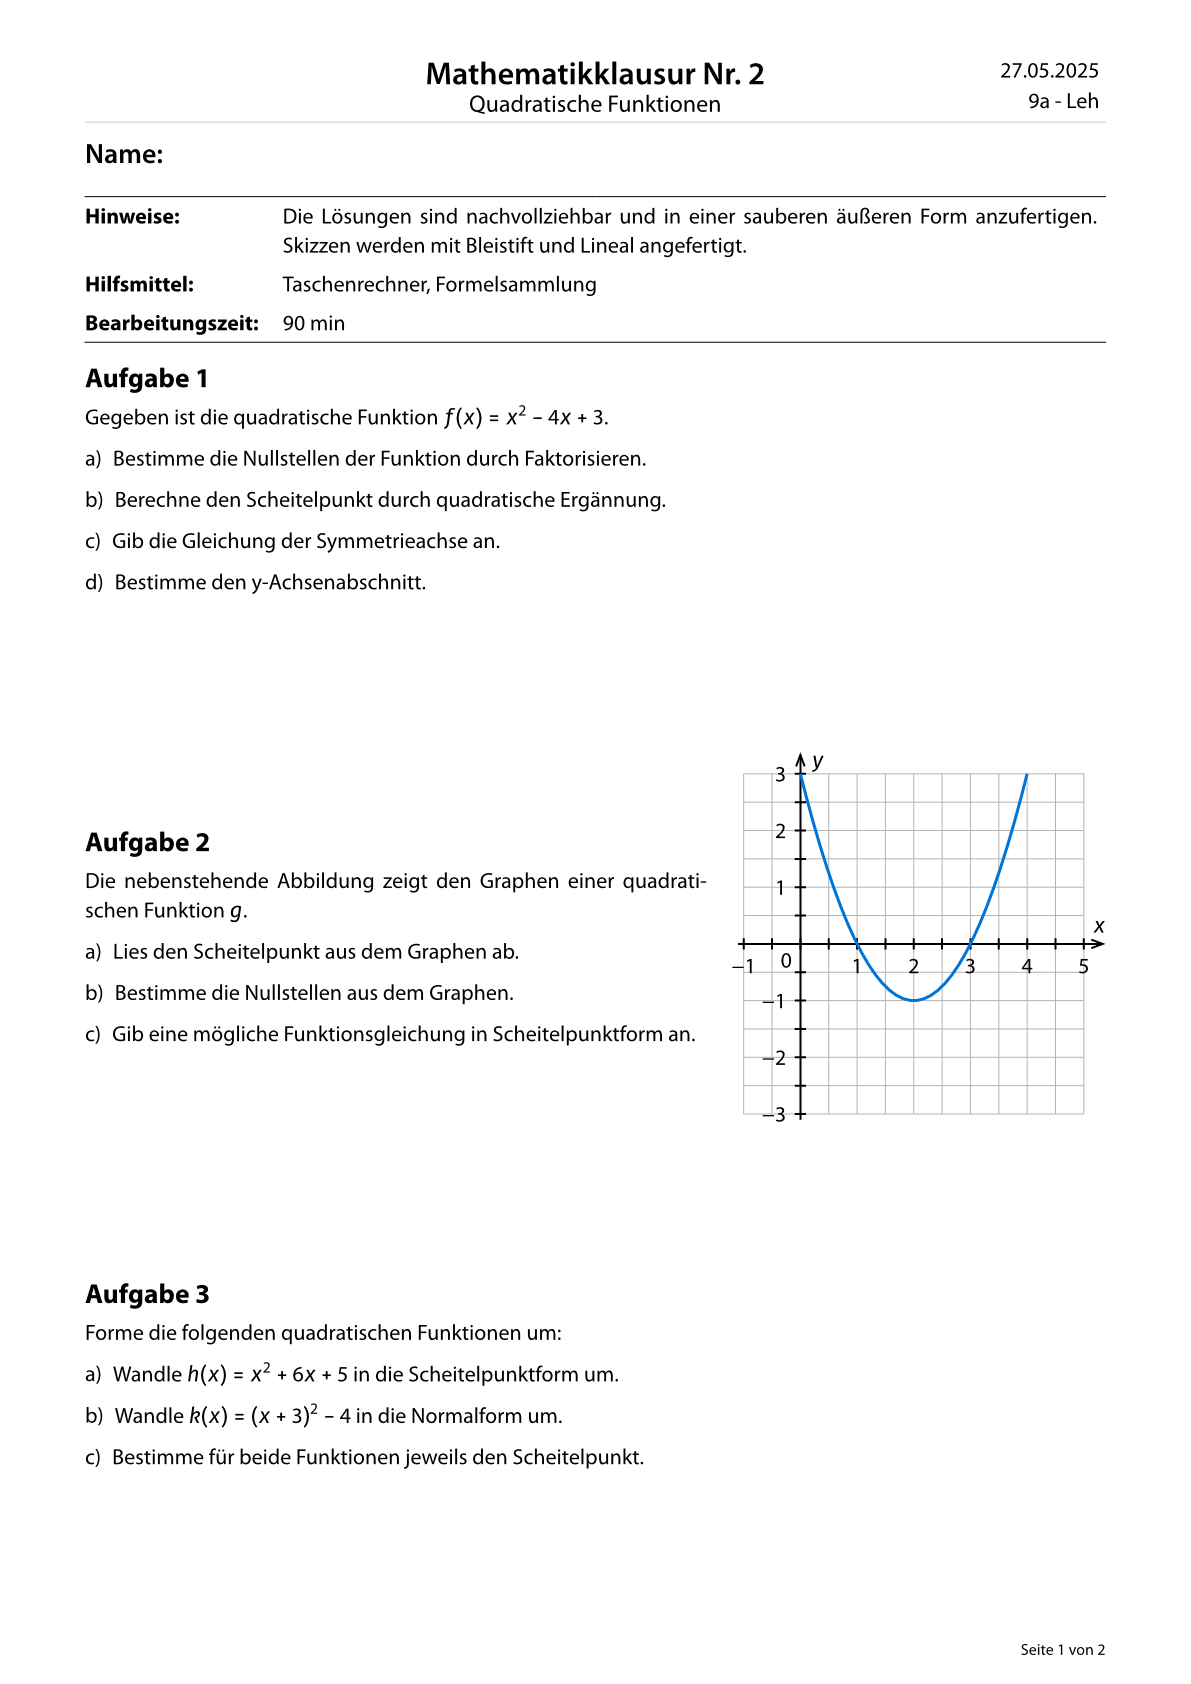 Mathematikklausur Nr. 2
Quadratische Funktionen
27.05.2025
9a - Leh
Name:
Hinweise: Die Lösungen sind nachvollziehbar und in einer sauberen äußeren Form anzufertigen.
Skizzen werden mit Bleistift und Lineal angefertigt.
Hilfsmittel: Taschenrechner, Formelsammlung
Bearbeitungszeit: 90 min
Aufgabe 1
Gegeben ist die quadratische Funktion f(x) = x² – 4x + 3.
a) Bestimme die Nullstellen der Funktion durch Faktorisieren.
b) Berechne den Scheitelpunkt durch quadratische Ergännung.
c) Gib die Gleichung der Symmetrieachse an.
d) Bestimme den y-Achsenabschnitt.
Aufgabe 2
Die nebenstehende Abbildung zeigt den Graphen einer quadrati-
schen Funktion g.
a) Lies den Scheitelpunkt aus dem Graphen ab.
b) Bestimme die Nullstellen aus dem Graphen.
c) Gib eine mögliche Funktionsgleichung in Scheitelpunktform an.
y
3
2
1
x
−1 0 1 2 3 4 5
−1
−2
−3
Aufgabe 3
Forme die folgenden quadratischen Funktionen um:
a) Wandle h(x) = x² + 6x + 5 in die Scheitelpunktform um.
b) Wandle k(x) = (x + 3)² – 4 in die Normalform um.
c) Bestimme für beide Funktionen jeweils den Scheitelpunkt.
Seite 1 von 2